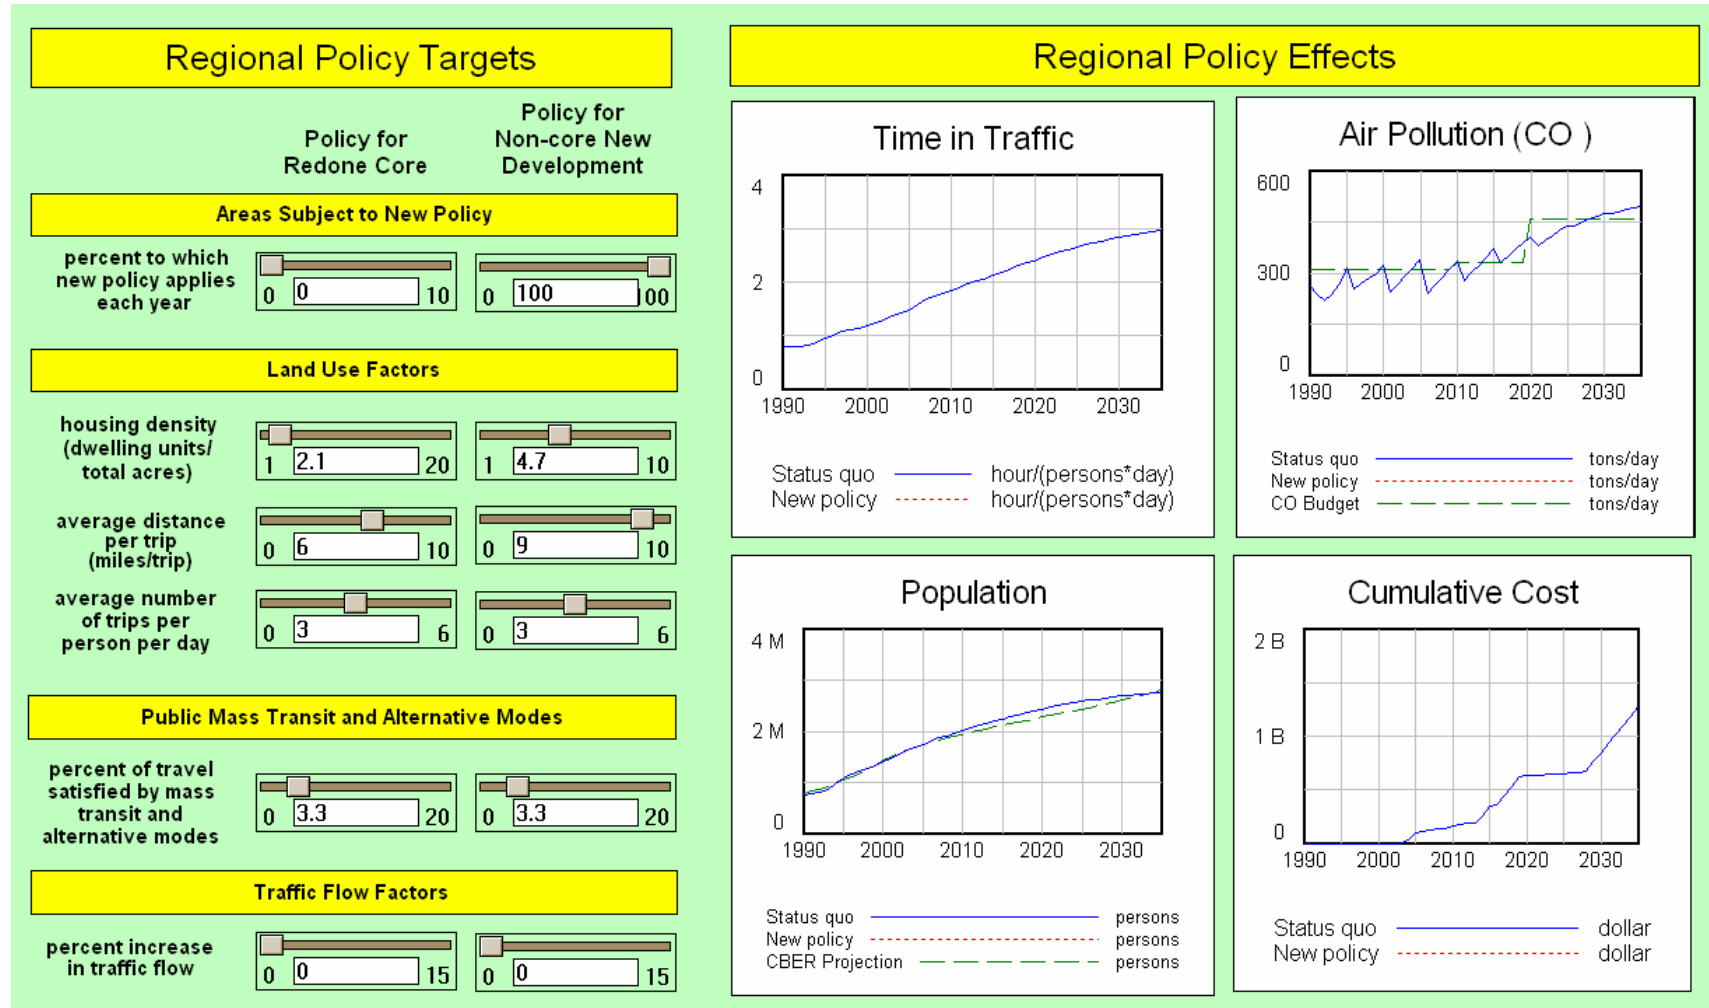 Regional Policy Targets
Policy for
Redone Core
Policy for
Non-core New
Development
Areas Subject to New Policy
percent to which
new policy applies
each year
0 0 10
0 100 100
Land Use Factors
housing density
(dwelling units/
total acres)
1 2.1 20
1 4.7 10
average distance
per trip
(miles/trip)
0 6 10
0 9 10
average number
of trips per
person per day
0 3 6
0 3 6
Public Mass Transit and Alternative Modes
percent of travel
satisfied by mass
transit and
alternative modes
0 3.3 20
0 3.3 20
Traffic Flow Factors
percent increase
in traffic flow
0 0 15
0 0 15
Regional Policy Effects
Time in Traffic
4
2
0
1990 2000 2010 2020 2030
Status quo hour/(persons*day)
New policy hour/(persons*day)
Air Pollution (CO )
600
300
0
1990 2000 2010 2020 2030
Status quo tons/day
New policy tons/day
CO Budget tons/day
Population
4 M
2 M
0
1990 2000 2010 2020 2030
Status quo persons
New policy persons
CBER Projection persons
Cumulative Cost
2 B
1 B
0
1990 2000 2010 2020 2030
Status quo dollar
New policy dollar